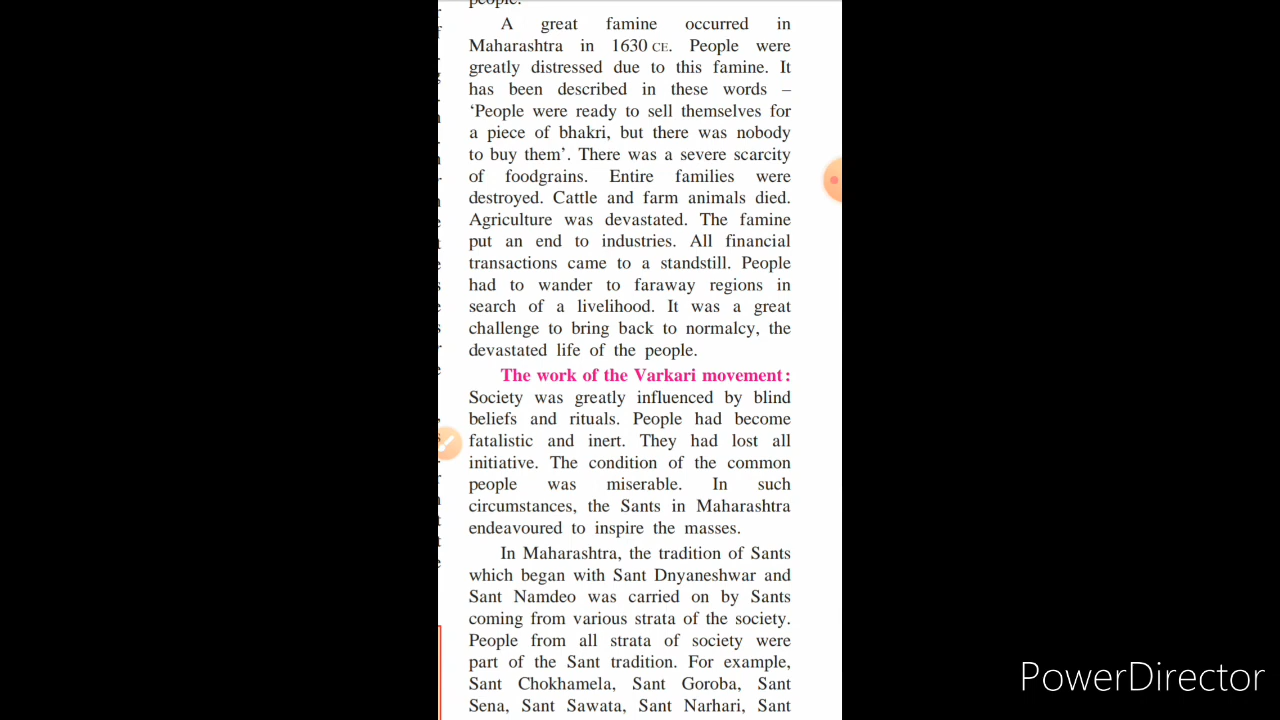 people.
A great famine occurred in
Maharashtra in 1630 CE. People were
greatly distressed due to this famine. It
has been described in these words –
‘People were ready to sell themselves for
a piece of bhakri, but there was nobody
to buy them’. There was a severe scarcity
of foodgrains. Entire families were
destroyed. Cattle and farm animals died.
Agriculture was devastated. The famine
put an end to industries. All financial
transactions came to a standstill. People
had to wander to faraway regions in
search of a livelihood. It was a great
challenge to bring back to normalcy, the
devastated life of the people.
The work of the Varkari movement:
Society was greatly influenced by blind
beliefs and rituals. People had become
fatalistic and inert. They had lost all
initiative. The condition of the common
people was miserable. In such
circumstances, the Sants in Maharashtra
endeavoured to inspire the masses.
In Maharashtra, the tradition of Sants
which began with Sant Dnyaneshwar and
Sant Namdeo was carried on by Sants
coming from various strata of the society.
People from all strata of society were
part of the Sant tradition. For example,
Sant Chokhamela, Sant Goroba, Sant
Sena, Sant Sawata, Sant Narhari, Sant
PowerDirector